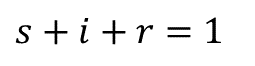 s + i + r = 1